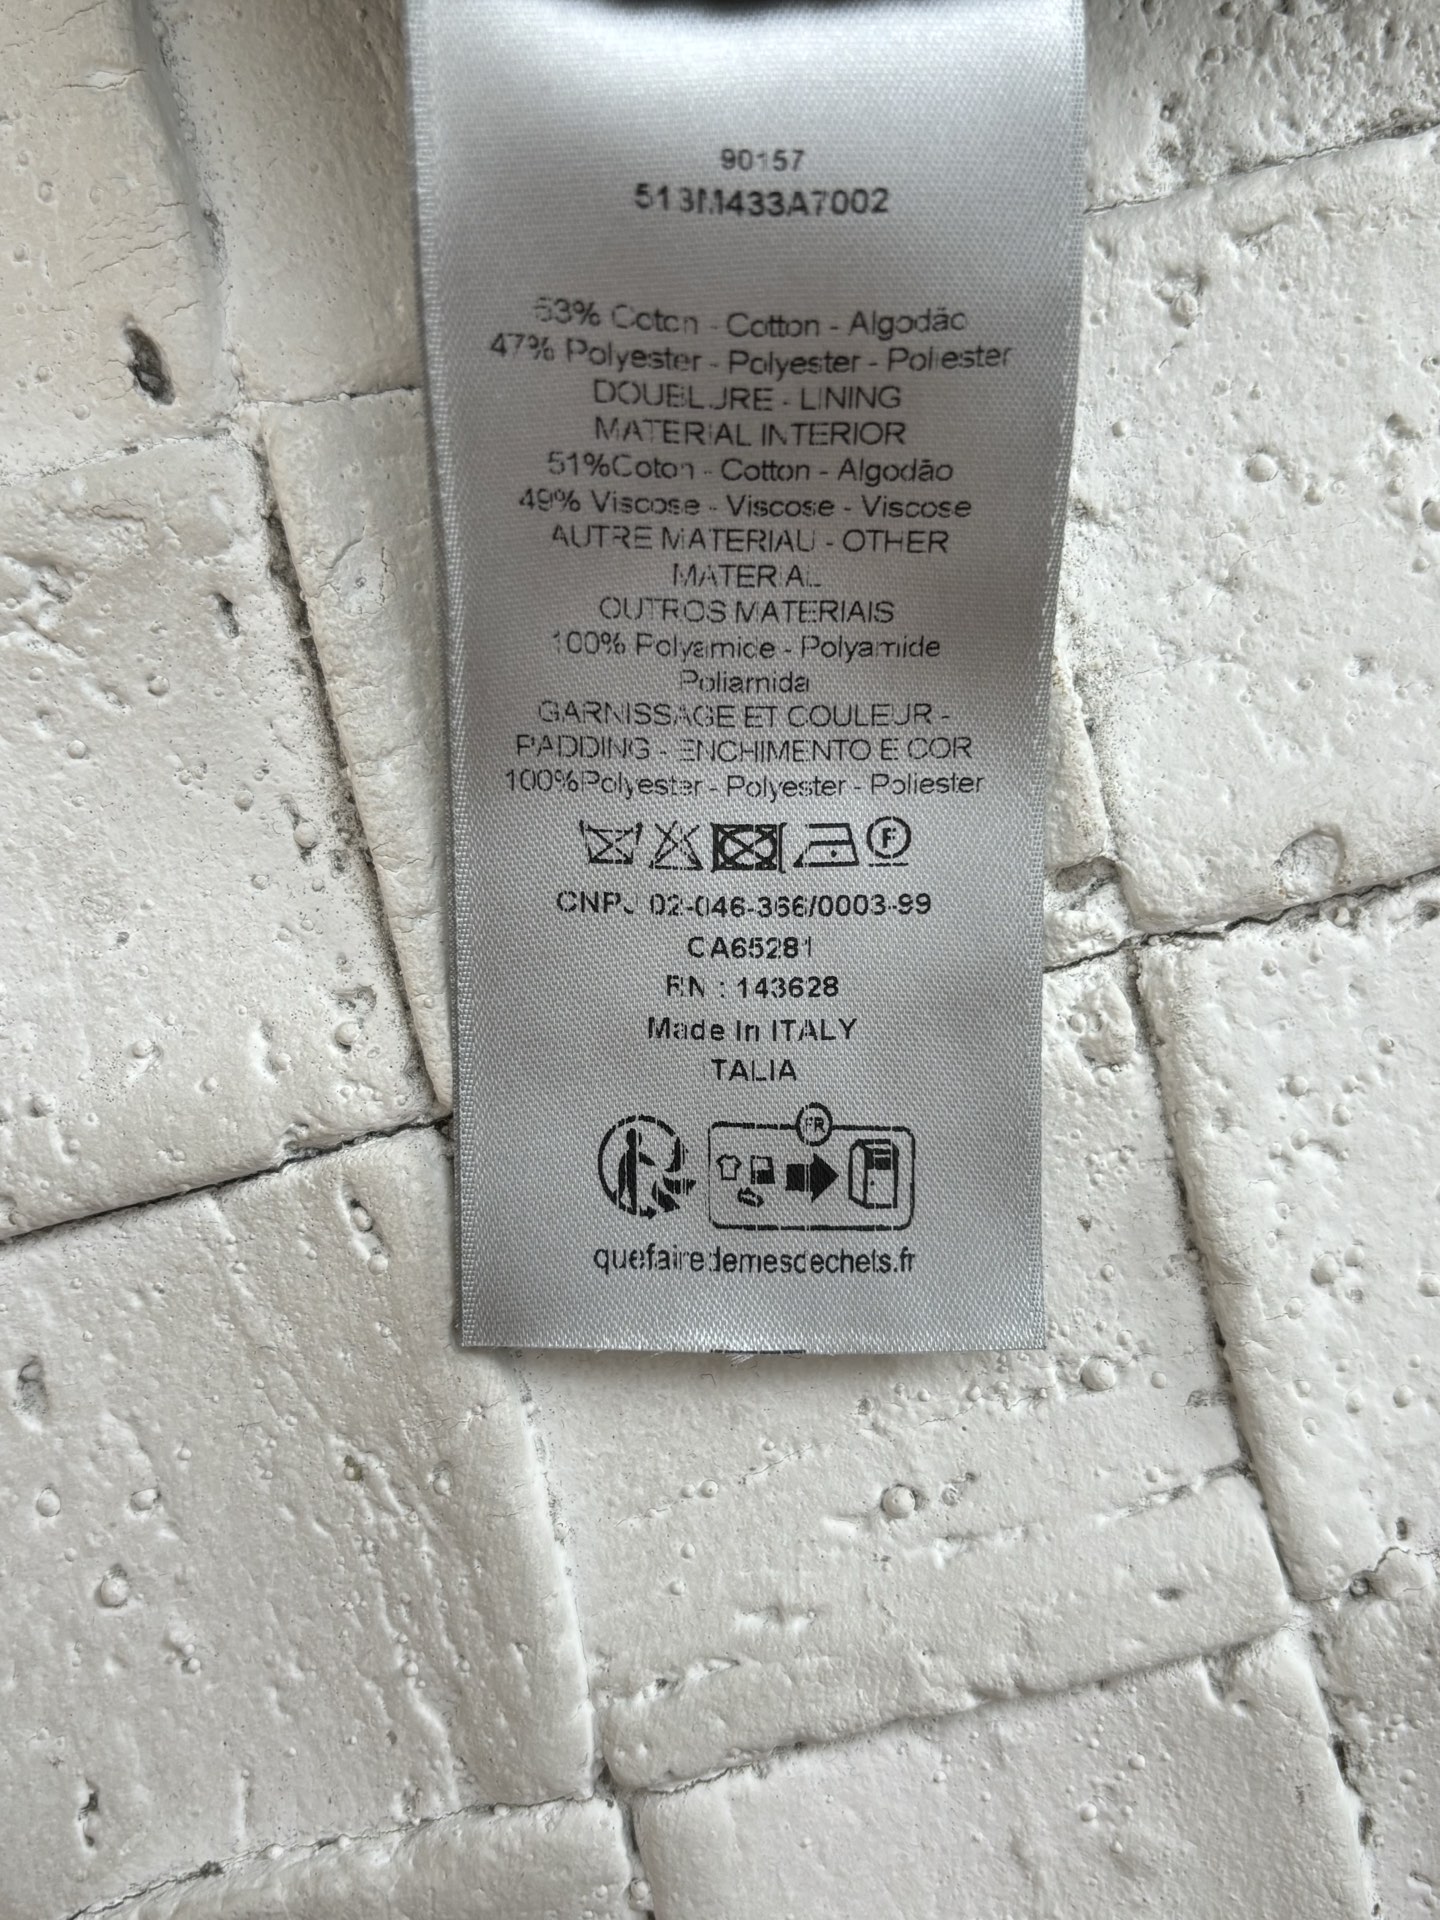 90157
513M433A7002
53% Coton - Cotton - Algodão
47% Polyester - Polyester - Poliester
DOUBLURE - LINING
MATERIAL INTERIOR
51%Coton - Cotton - Algodão
49% Viscose - Viscose - Viscose
AUTRE MATERIAU - OTHER
MATERIAL
OUTROS MATERIAIS
100% Polyamide - Polyamide
Poliamida
GARNISSAGE ET COULEUR -
PADDING - ENCHIMENTO E COR
100%Polyester - Polyester - Poliester
F
CNPJ 02-046-366/0003-99
CA65281
RN : 143628
Made In ITALY
TALIA
FR
quefairedemesdechets.fr